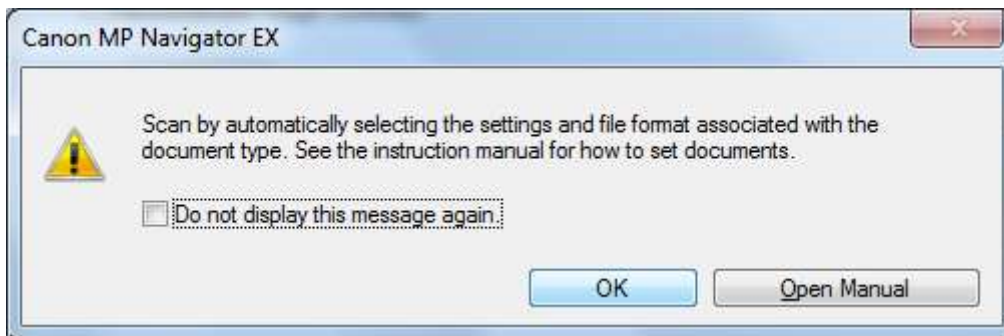 Canon MP Navigator EX
Scan by automatically selecting the settings and file format associated with the
document type. See the instruction manual for how to set documents.
Do not display this message again.
OK
Open Manual